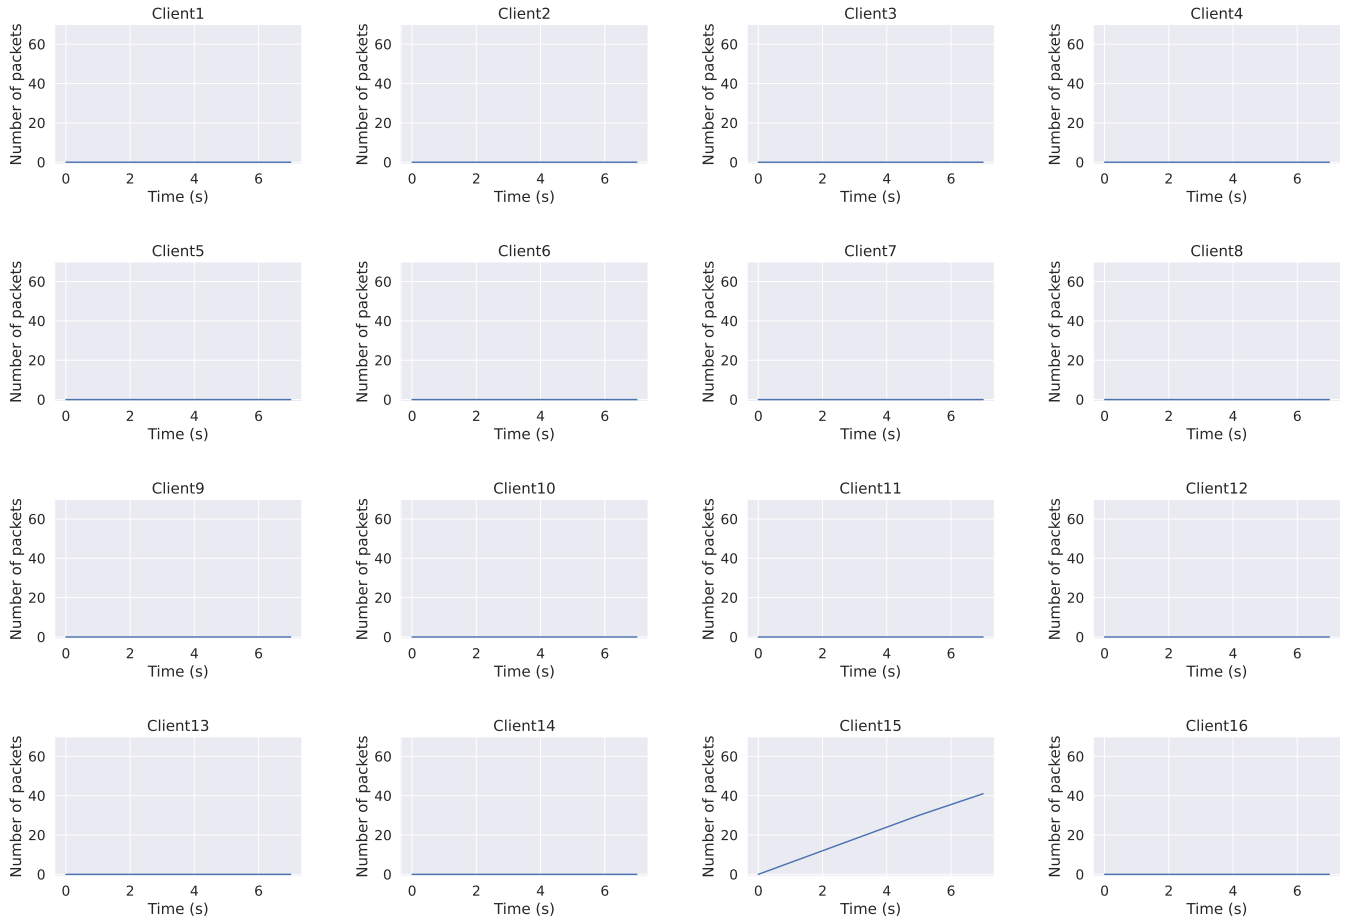 Client1 Client2 Client3 Client4
Number of packets Number of packets Number of packets Number of packets
60 60 60 60
40 40 40 40
20 20 20 20
0 0 0 0
0 2 4 6 0 2 4 6 0 2 4 6 0 2 4 6
Time (s) Time (s) Time (s) Time (s)
Client5 Client6 Client7 Client8
Number of packets Number of packets Number of packets Number of packets
60 60 60 60
40 40 40 40
20 20 20 20
0 0 0 0
0 2 4 6 0 2 4 6 0 2 4 6 0 2 4 6
Time (s) Time (s) Time (s) Time (s)
Client9 Client10 Client11 Client12
Number of packets Number of packets Number of packets Number of packets
60 60 60 60
40 40 40 40
20 20 20 20
0 0 0 0
0 2 4 6 0 2 4 6 0 2 4 6 0 2 4 6
Time (s) Time (s) Time (s) Time (s)
Client13 Client14 Client15 Client16
Number of packets Number of packets Number of packets Number of packets
60 60 60 60
40 40 40 40
20 20 20 20
0 0 0 0
0 2 4 6 0 2 4 6 0 2 4 6 0 2 4 6
Time (s) Time (s) Time (s) Time (s)